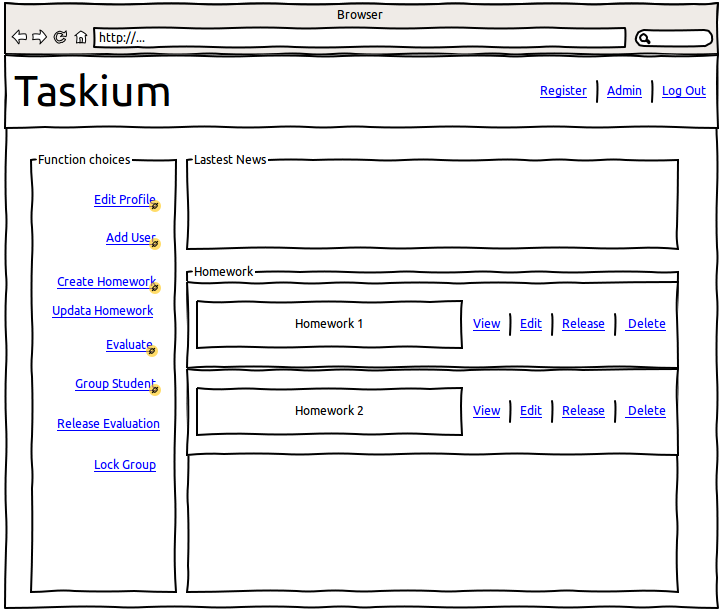 Browser
http://...
Taskium
Register | Admin | Log Out
Function choices
Edit Profile
Add User
Create Homework
Updata Homework
Evaluate
Group Student
Release Evaluation
Lock Group
Lastest News
Homework
Homework 1 View | Edit | Release | Delete
Homework 2 View | Edit | Release | Delete